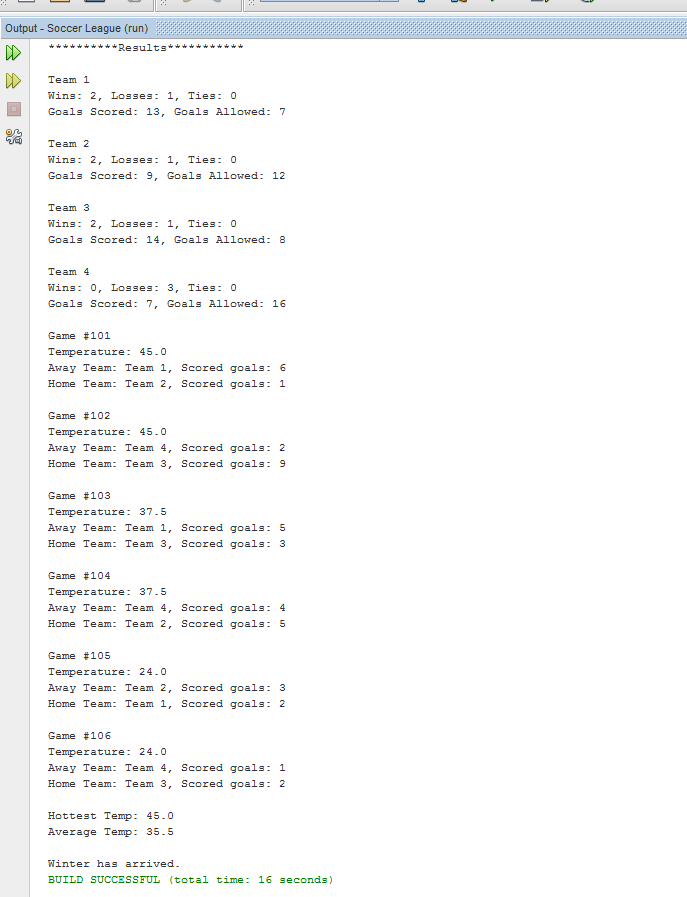 Output - Soccer League (run)
**********Results***********
Team 1
Wins: 2, Losses: 1, Ties: 0
Goals Scored: 13, Goals Allowed: 7
Team 2
Wins: 2, Losses: 1, Ties: 0
Goals Scored: 9, Goals Allowed: 12
Team 3
Wins: 2, Losses: 1, Ties: 0
Goals Scored: 14, Goals Allowed: 8
Team 4
Wins: 0, Losses: 3, Ties: 0
Goals Scored: 7, Goals Allowed: 16
Game #101
Temperature: 45.0
Away Team: Team 1, Scored goals: 6
Home Team: Team 2, Scored goals: 1
Game #102
Temperature: 45.0
Away Team: Team 4, Scored goals: 2
Home Team: Team 3, Scored goals: 9
Game #103
Temperature: 37.5
Away Team: Team 1, Scored goals: 5
Home Team: Team 3, Scored goals: 3
Game #104
Temperature: 37.5
Away Team: Team 4, Scored goals: 4
Home Team: Team 2, Scored goals: 5
Game #105
Temperature: 24.0
Away Team: Team 2, Scored goals: 3
Home Team: Team 1, Scored goals: 2
Game #106
Temperature: 24.0
Away Team: Team 4, Scored goals: 1
Home Team: Team 3, Scored goals: 2
Hottest Temp: 45.0
Average Temp: 35.5
Winter has arrived.
BUILD SUCCESSFUL (total time: 16 seconds)